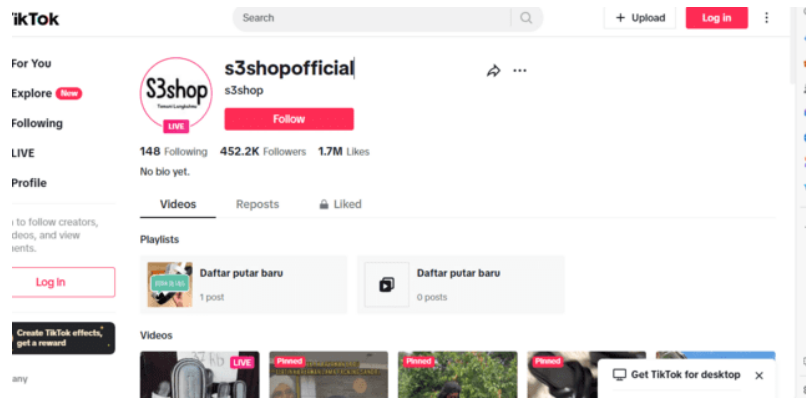 TikTok
Search
+ Upload
Log in
For You
Explore New
Following
LIVE
Profile
s3shopofficial
s3shop
S3shop
LIVE
Follow
148 Following 452.2K Followers 1.7M Likes
No bio yet.
Videos Reposts Liked
to follow creators,
deos, and view
ments.
Log In
Playlists
Daftar putar baru
1 post
Daftar putar baru
0 posts
Create TikTok effects,
get a reward
Videos
any
LIVE
Pinned
Pinned
Pinned
Get TikTok for desktop